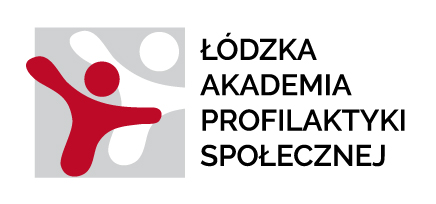 ŁÓDZKA
AKADEMIA
PROFILAKTYKI
SPOŁECZNEJ